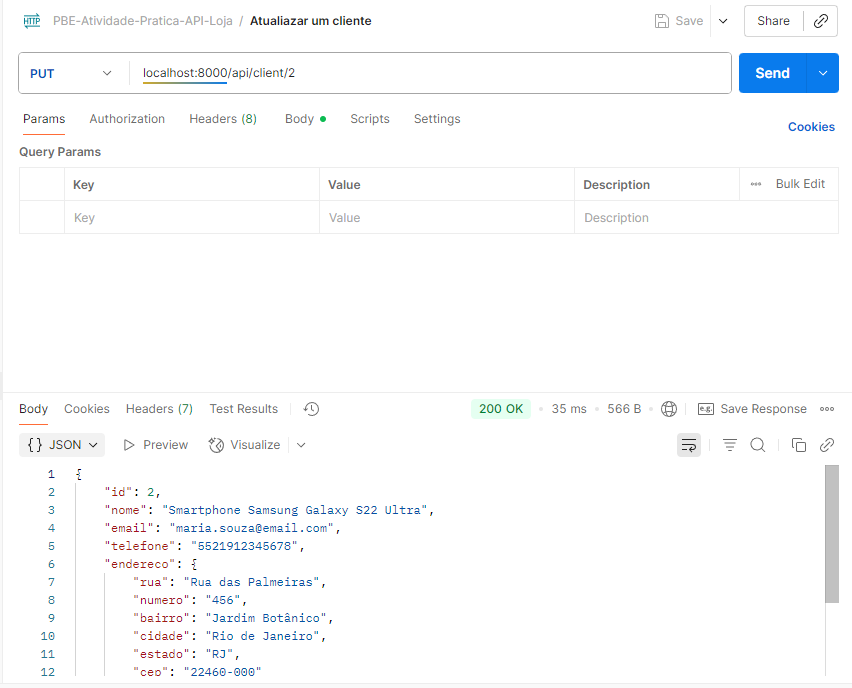 HTTP PBE-Atividade-Pratica-API-Loja / Atualiazar um cliente Save Share
PUT localhost:8000/api/client/2 Send
Params Authorization Headers (8) Body Scripts Settings Cookies
Query Params
Key Value Description Bulk Edit
Key Value Description
Body Cookies Headers (7) Test Results 200 OK 35 ms 566 B e.g. Save Response
{} JSON Preview Visualize
1 {
2 "id": 2,
3 "nome": "Smartphone Samsung Galaxy S22 Ultra",
4 "email": "maria.souza@email.com",
5 "telefone": "5521912345678",
6 "endereco": {
7 "rua": "Rua das Palmeiras",
8 "numero": "456",
9 "bairro": "Jardim Botânico",
10 "cidade": "Rio de Janeiro",
11 "estado": "RJ",
12 "cep": "22460-000"